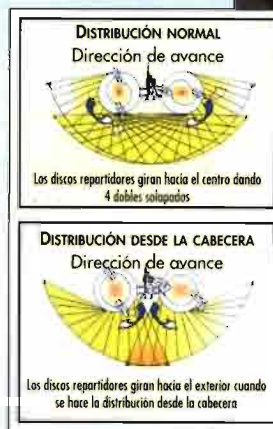 DISTRIBUCIÓN NORMAL
Dirección de avance
Los discos repartidores giran hacia el centro dando
4 dobles solapados
DISTRIBUCIÓN DESDE LA CABECERA
Dirección de avance
Los discos repartidores giran hacia el exterior cuando
se hace la distribución desde la cabecera